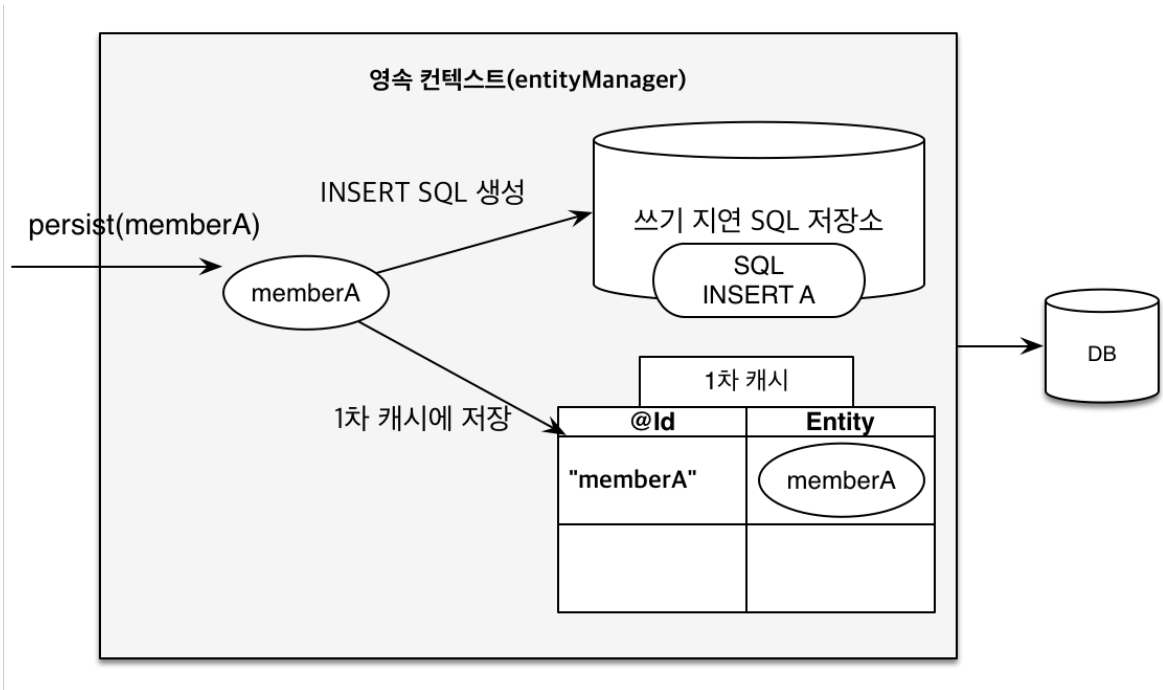 영속 컨텍스트(entityManager)
INSERT SQL 생성
persist(memberA)
쓰기 지연 SQL 저장소
SQL
INSERT A
memberA
DB
1차 캐시
1차 캐시에 저장
@Id
Entity
"memberA"
memberA